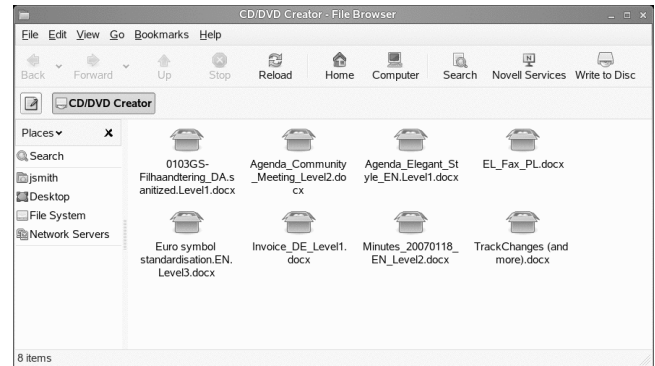 CD/DVD Creator - File Browser
File Edit View Go Bookmarks Help
Back Forward Up Stop Reload Home Computer Search Novell Services Write to Disc
CD/DVD Creator
Places
Search
jsmith
Desktop
File System
Network Servers
0103GS-
Filhaandtering_DA.s
anitized.Level1.docx
Agenda_Community
_Meeting_Level2.do
cx
Agenda_Elegant_St
yle_EN.Level1.docx
EL_Fax_PL.docx
Euro symbol
standardisation.EN.
Level3.docx
Invoice_DE_Level1.
docx
Minutes_20070118_
EN_Level2.docx
TrackChanges (and
more).docx
8 items